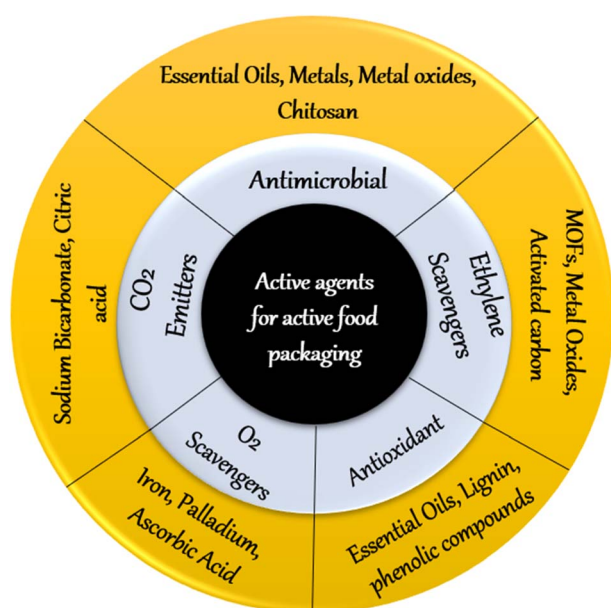 Essential Oils, Metals, Metal oxides,
Chitosan
Antimicrobial
MOFs, Metal Oxides,
Activated carbon
Ethylene
Scavengers
Essential Oils, Lignin,
phenolic compounds
Antioxidant
Iron, Palladium,
Ascorbic Acid
O₂
Scavengers
Sodium Bicarbonate, Citric
acid
CO₂
Emitters
Active agents
for active food
packaging